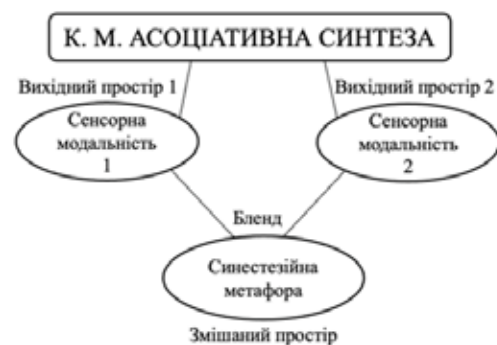 К. М. АСОЦІАТИВНА СИНТЕЗА
Вихідний простір 1
Вихідний простір 2
Сенсорна
модальність
1
Сенсорна
модальність
2
Бленд
Синестезійна
метафора
Змішаний простір